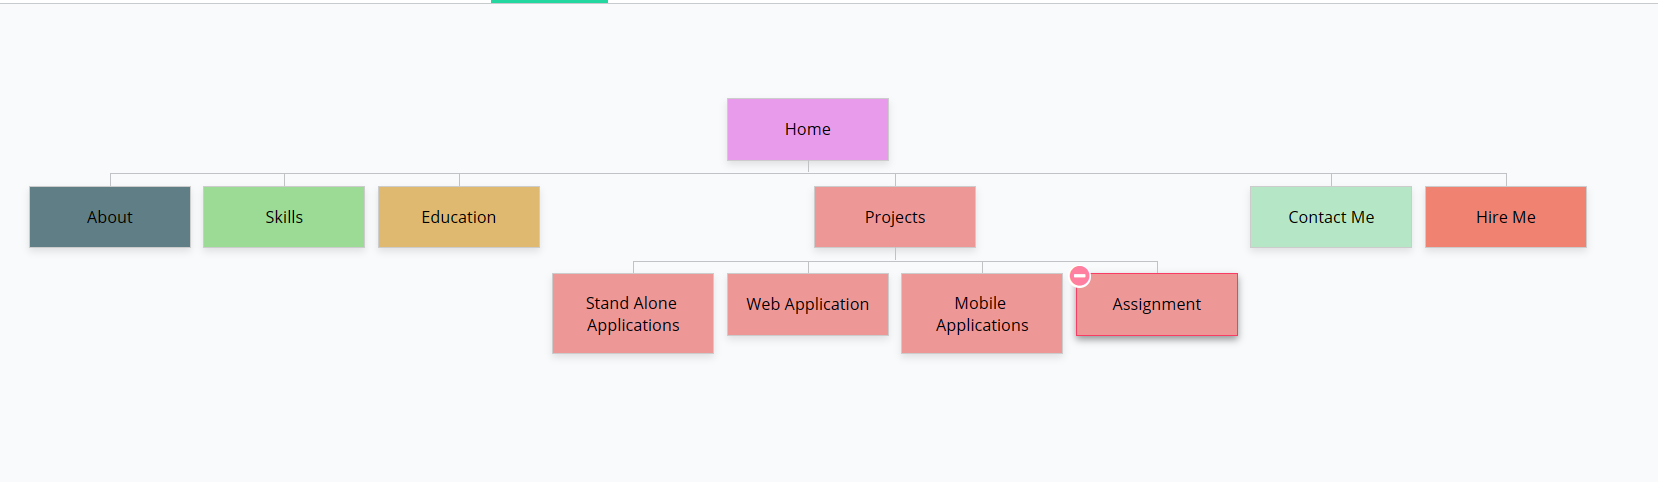 Home
About
Skills
Education
Projects
Contact Me
Hire Me
Stand Alone
Applications
Web Application
Mobile
Applications
Assignment